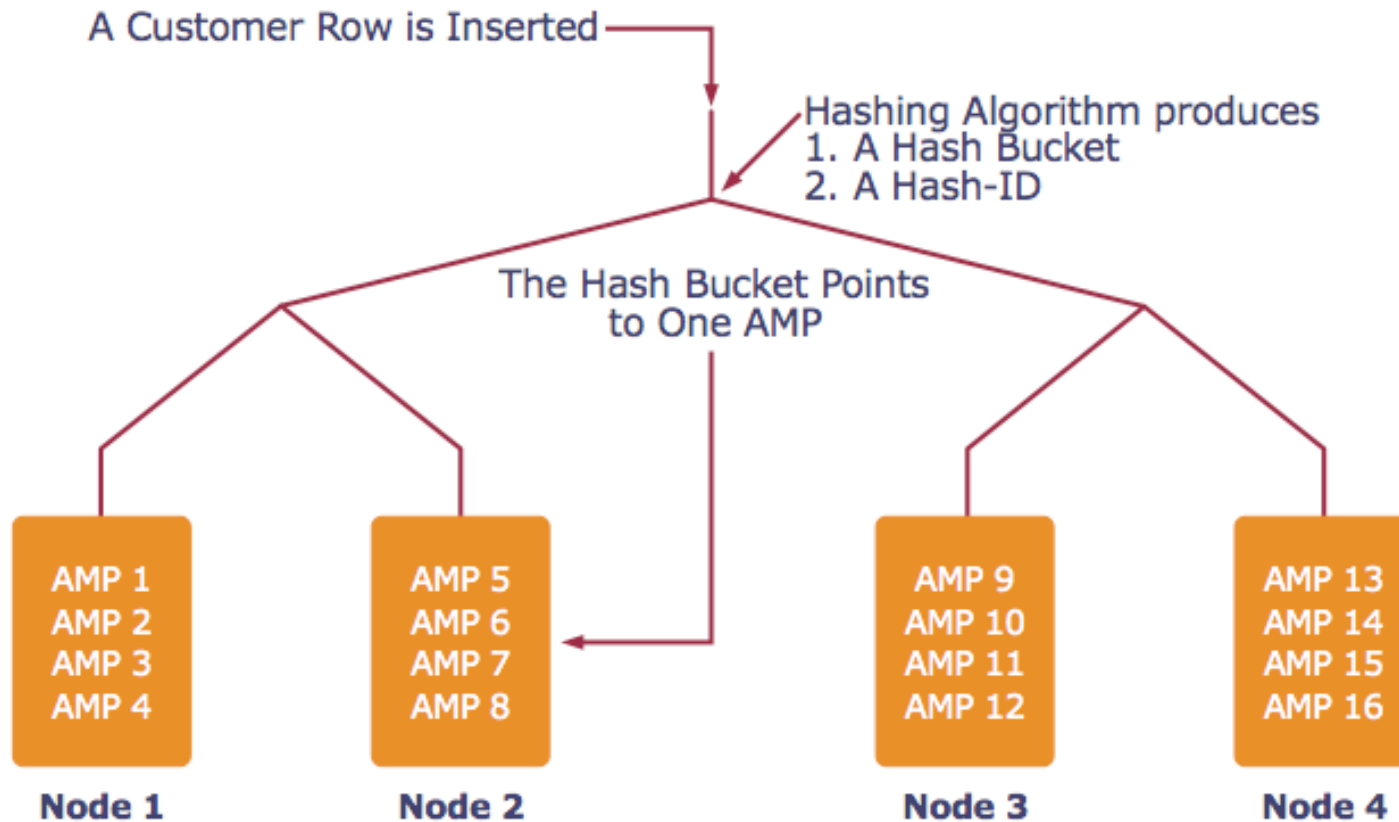 A Customer Row is Inserted
Hashing Algorithm produces
1. A Hash Bucket
2. A Hash-ID
The Hash Bucket Points
to One AMP
AMP 1
AMP 2
AMP 3
AMP 4
Node 1
AMP 5
AMP 6
AMP 7
AMP 8
Node 2
AMP 9
AMP 10
AMP 11
AMP 12
Node 3
AMP 13
AMP 14
AMP 15
AMP 16
Node 4